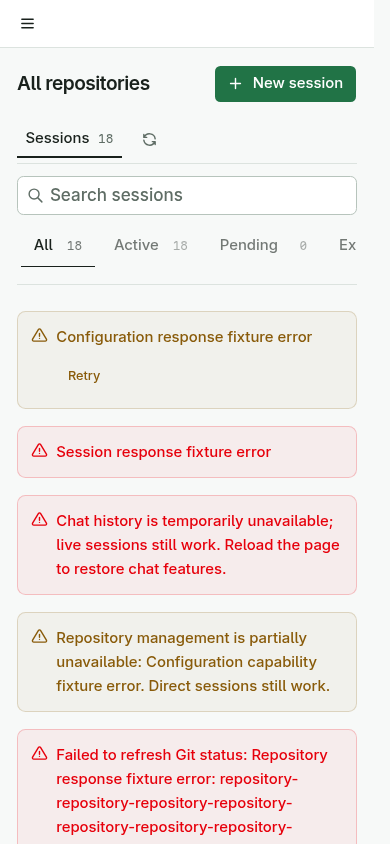 All repositories
New session
Sessions 18
Search sessions
All 18 Active 18 Pending 0 Ex
Configuration response fixture error
Retry
Session response fixture error
Chat history is temporarily unavailable;
live sessions still work. Reload the page
to restore chat features.
Repository management is partially
unavailable: Configuration capability
fixture error. Direct sessions still work.
Failed to refresh Git status: Repository
response fixture error: repository-
repository-repository-repository-
repository-repository-repository-